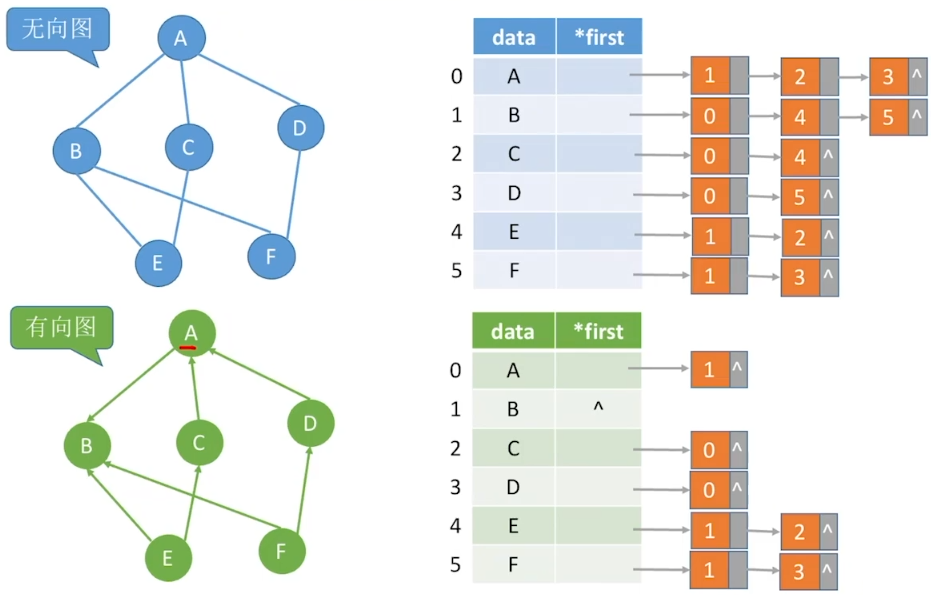 无向图
A
B
C
D
E
F
data *first
0 A 1 2 3 ^
1 B 0 4 5 ^
2 C 0 4 ^
3 D 0 5 ^
4 E 1 2 ^
5 F 1 3 ^
有向图
A
B
C
D
E
F
data *first
0 A 1 ^
1 B ^
2 C 0 ^
3 D 0 ^
4 E 1 2 ^
5 F 1 3 ^